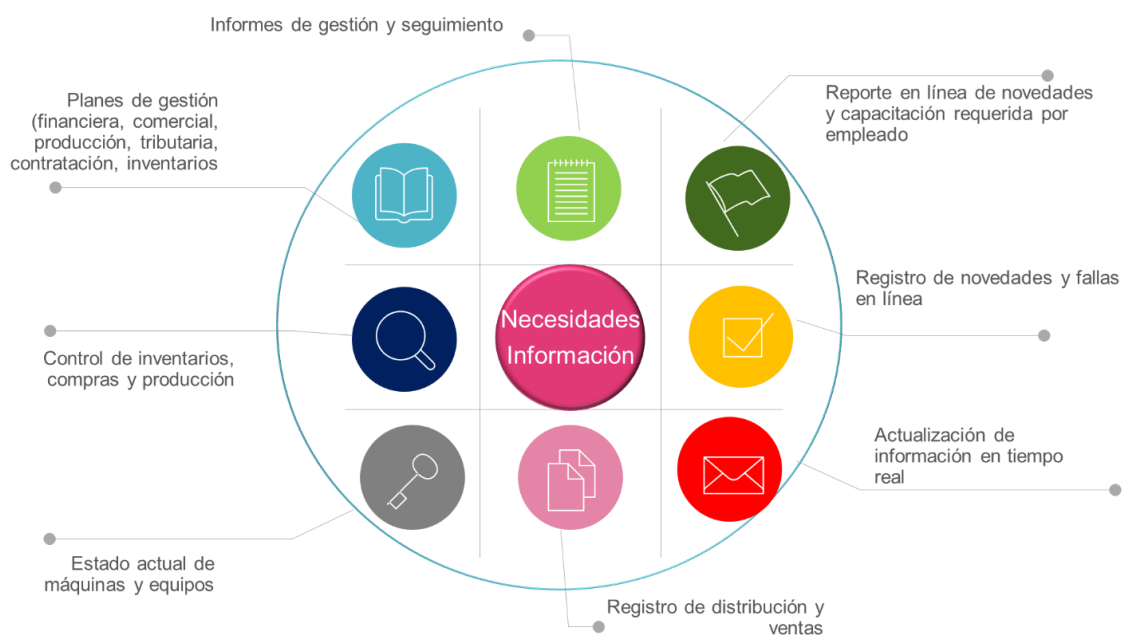 Informes de gestión y seguimiento
Planes de gestión
(financiera, comercial,
producción, tributaria,
contratación, inventarios
Reporte en línea de novedades
y capacitación requerida por
empleado
Necesidades
Información
Registro de novedades y fallas
en línea
Control de inventarios,
compras y producción
Actualización de
información en tiempo
real
Estado actual de
máquinas y equipos
Registro de distribución y
ventas